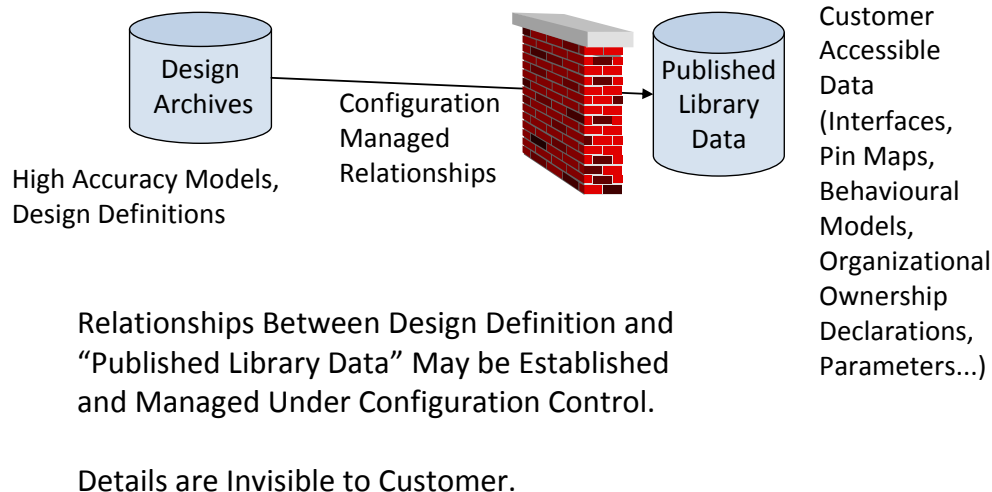 Design
Archives
High Accuracy Models,
Design Definitions
Configuration
Managed
Relationships
Published
Library
Data
Customer
Accessible
Data
(Interfaces,
Pin Maps,
Behavioural
Models,
Organizational
Ownership
Declarations,
Parameters...)
Relationships Between Design Definition and
“Published Library Data” May be Established
and Managed Under Configuration Control.
Details are Invisible to Customer.